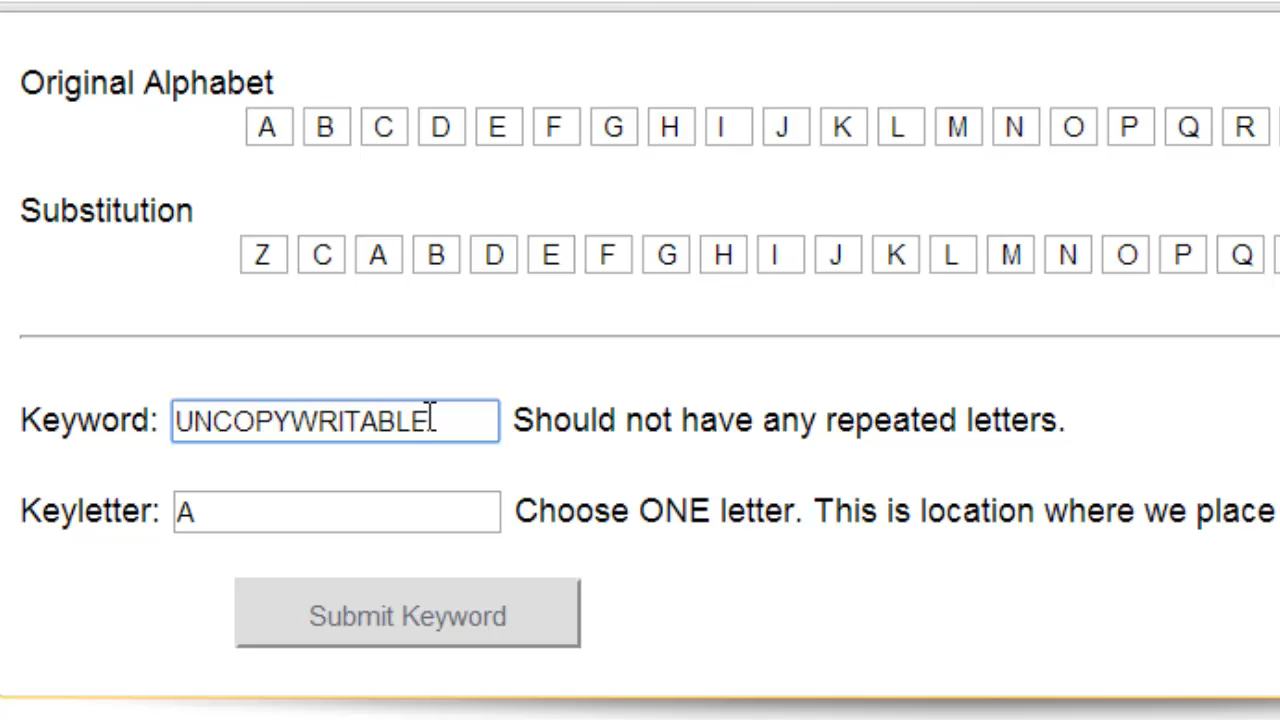 Original Alphabet
A B C D E F G H I J K L M N O P Q R
Substitution
Z C A B D E F G H I J K L M N O P Q
Keyword: UNCOPYWRITABLE Should not have any repeated letters.
Keyletter: A Choose ONE letter. This is location where we place
Submit Keyword